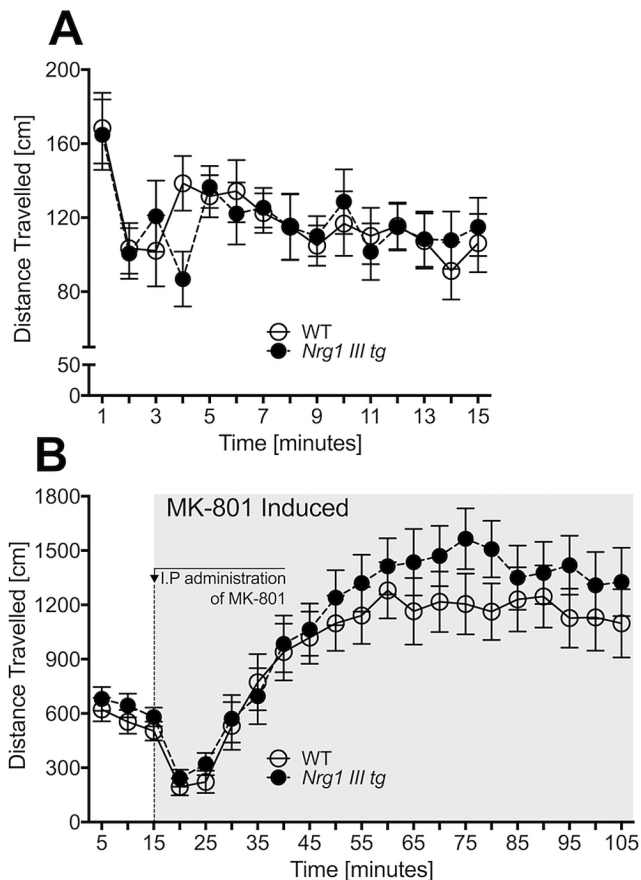 A
Distance Travelled [cm]
200
160
120
80
50
0
WT
Nrg1 III tg
1 3 5 7 9 11 13 15
Time [minutes]
B
Distance Travelled [cm]
1800
1500
1200
900
600
300
0
MK-801 Induced
I.P administration
of MK-801
WT
Nrg1 III tg
5 15 25 35 45 55 65 75 85 95 105
Time [minutes]